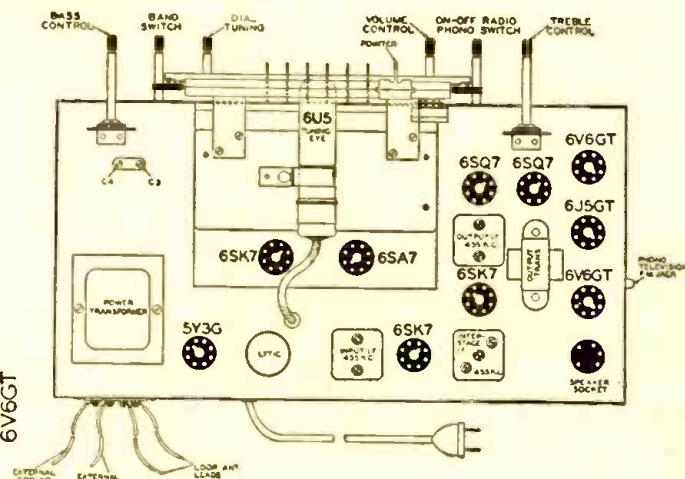 BASS
CONTROL
BAND
SWITCH
DIAL
TUNING
VOLUME
CONTROL
ON-OFF RADIO
PHONO SWITCH
TREBLE
CONTROL
POINTER
6U5
TUNING
EYE
C4
C3
6SQ7
6SQ7
6V6GT
6J5GT
6V6GT
OUTPUT I.F.
455 K.C.
OUTPUT
TRANS
6SK7
6SA7
6SK7
PHONO
TELEVISION
POWER
TRANSFORMER
5Y3G
LYTIC
INPUT I.F.
455 K.C.
6SK7
INTER-
STAGE
I.F.
455 K.C.
SPEAKER
SOCKET
6V6GT
EXTERNAL
EXTERNAL
LOOP ANT
LEADS